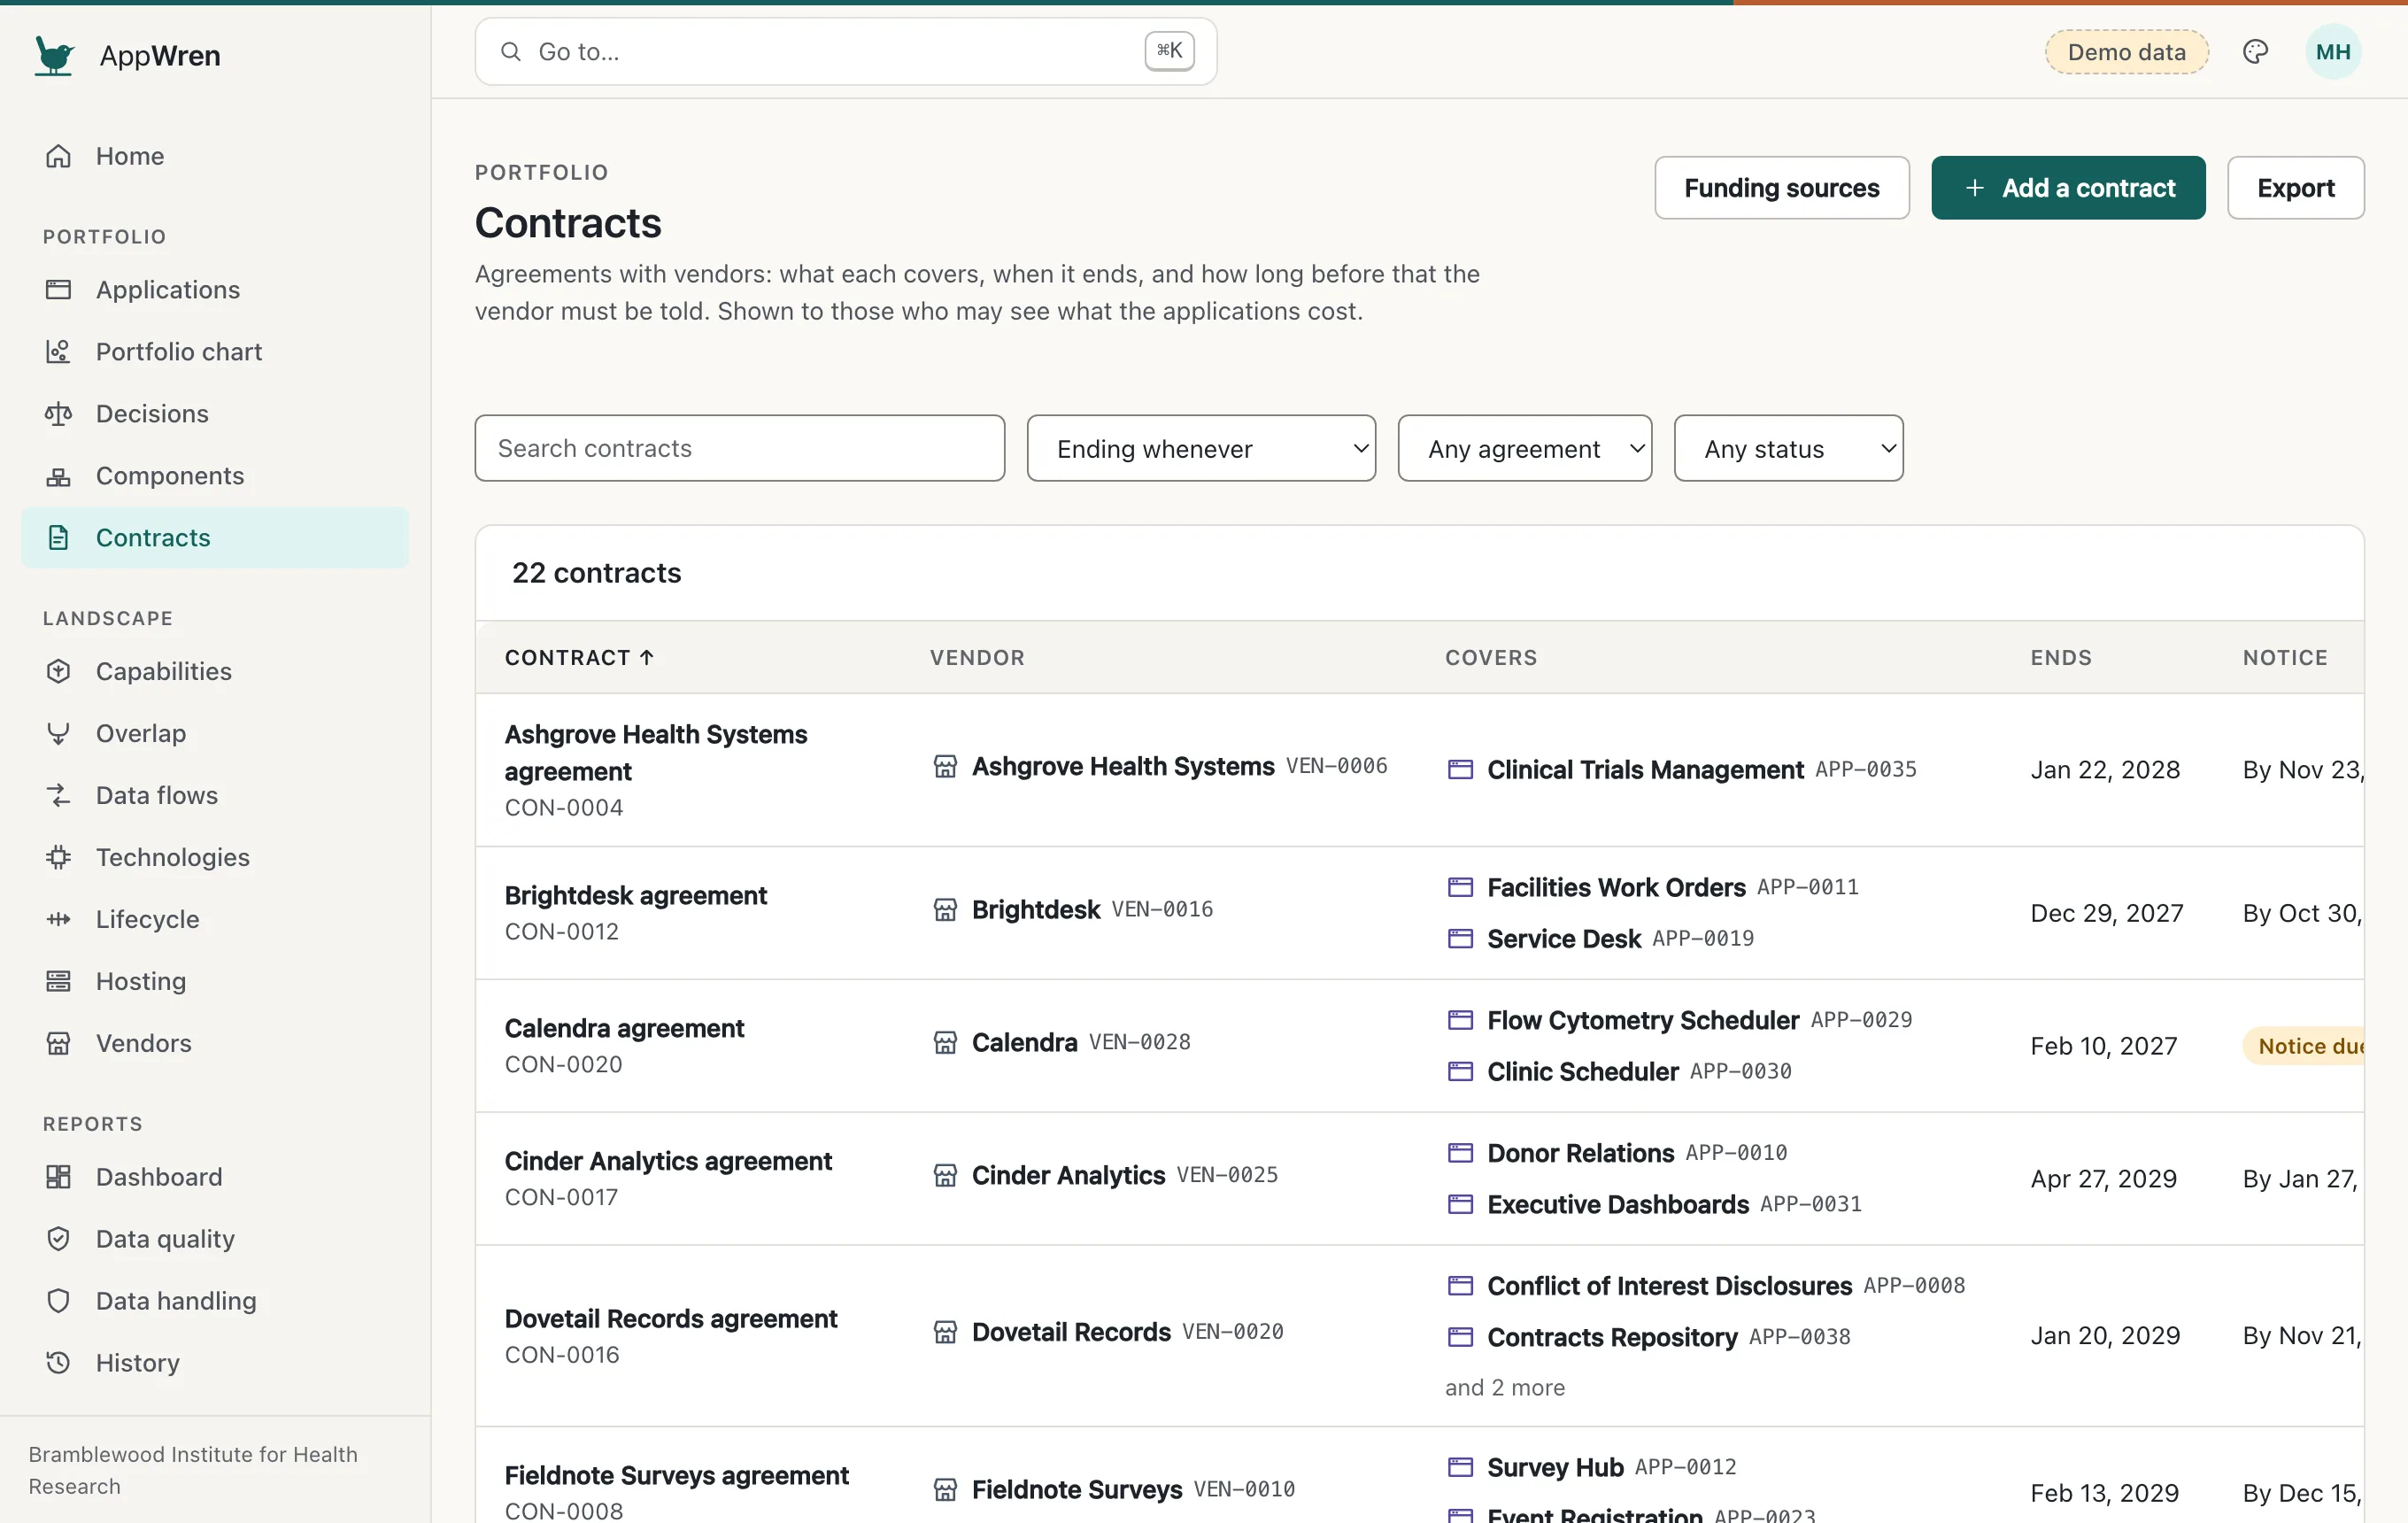 AppWren
Go to...
⌘K
Demo data
MH
Home
PORTFOLIO
Applications
Portfolio chart
Decisions
Components
Contracts
LANDSCAPE
Capabilities
Overlap
Data flows
Technologies
Lifecycle
Hosting
Vendors
REPORTS
Dashboard
Data quality
Data handling
History
Bramblewood Institute for Health
Research
PORTFOLIO
Contracts
Agreements with vendors: what each covers, when it ends, and how long before that the
vendor must be told. Shown to those who may see what the applications cost.
Funding sources
+ Add a contract
Export
Search contracts
Ending whenever
Any agreement
Any status
22 contracts
CONTRACT ↑ VENDOR COVERS ENDS NOTICE
Ashgrove Health Systems
agreement
CON-0004
Ashgrove Health Systems VEN-0006
Clinical Trials Management APP-0035
Jan 22, 2028
By Nov 23,
Brightdesk agreement
CON-0012
Brightdesk VEN-0016
Facilities Work Orders APP-0011
Service Desk APP-0019
Dec 29, 2027
By Oct 30,
Calendra agreement
CON-0020
Calendra VEN-0028
Flow Cytometry Scheduler APP-0029
Clinic Scheduler APP-0030
Feb 10, 2027
Notice due
Cinder Analytics agreement
CON-0017
Cinder Analytics VEN-0025
Donor Relations APP-0010
Executive Dashboards APP-0031
Apr 27, 2029
By Jan 27,
Dovetail Records agreement
CON-0016
Dovetail Records VEN-0020
Conflict of Interest Disclosures APP-0008
Contracts Repository APP-0038
and 2 more
Jan 20, 2029
By Nov 21,
Fieldnote Surveys agreement
CON-0008
Fieldnote Surveys VEN-0010
Survey Hub APP-0012
Event Registration APP-0023
Feb 13, 2029
By Dec 15,